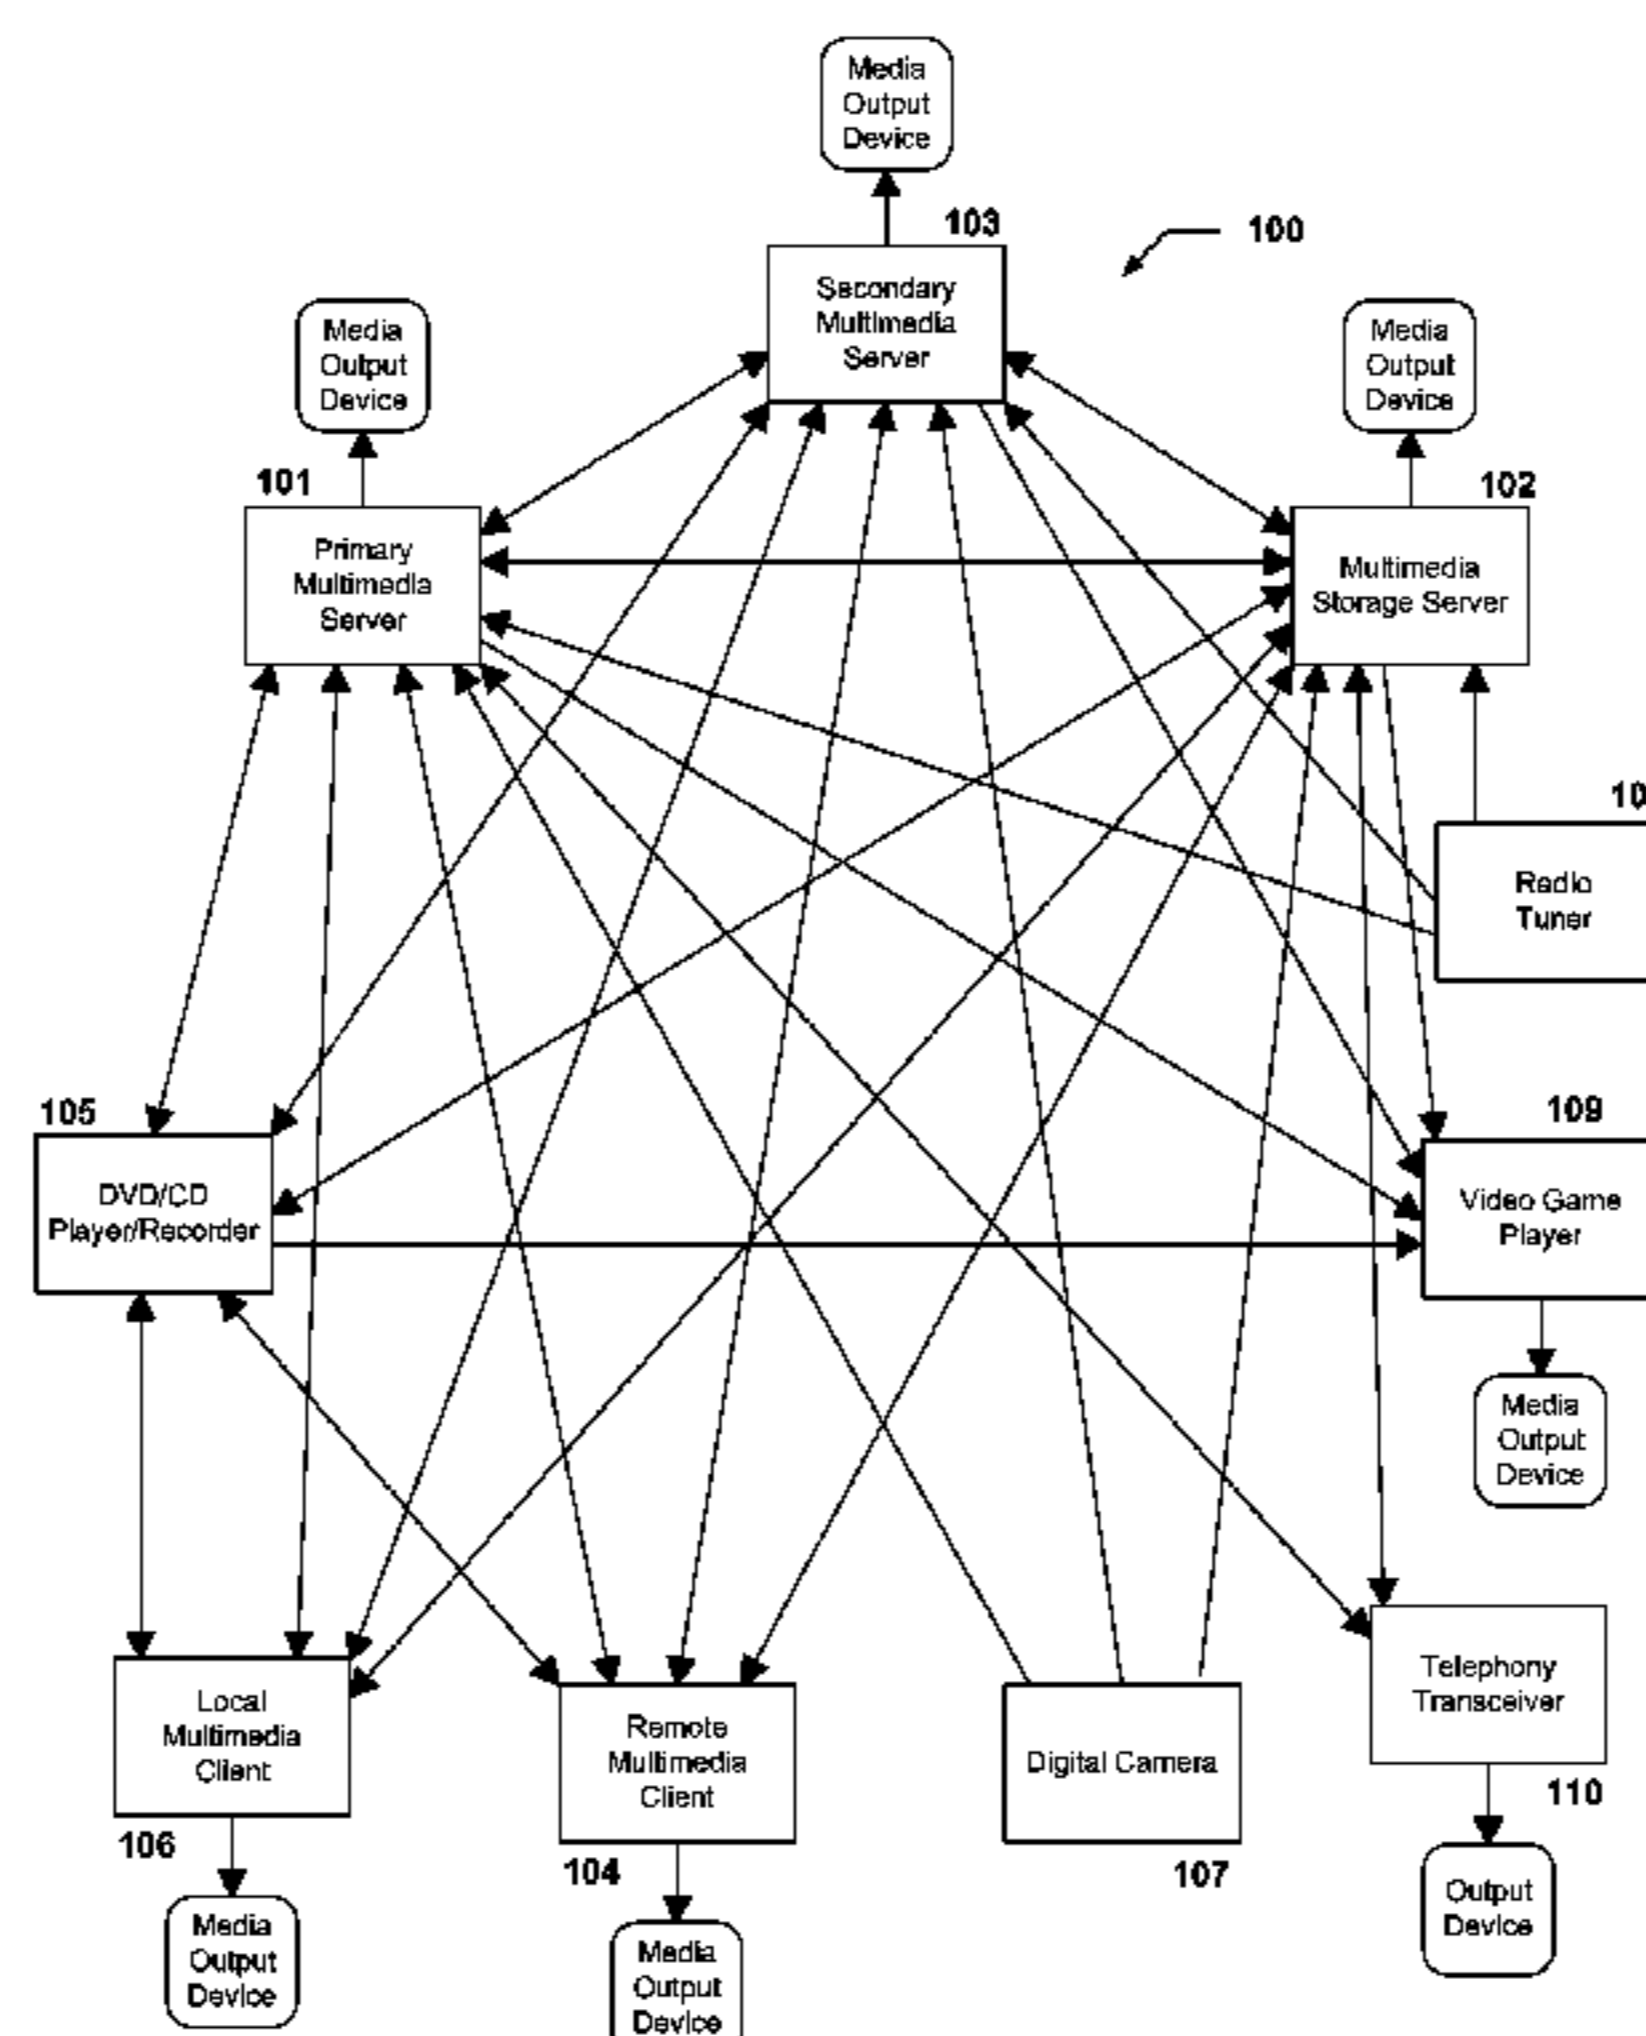 Media
Output
Device
103
100
Secondary
Multimedia
Server
Media
Output
Device
Media
Output
Device
101
102
Primary
Multimedia
Server
Multimedia
Storage Server
10
Radio
Tuner
105
109
DVD/CD
Player/Recorder
Video Game
Player
Media
Output
Device
Local
Multimedia
Client
Remote
Multimedia
Client
Digital Camera
Telephony
Transceiver
110
106
104
107
Media
Output
Device
Media
Output
Device
Output
Device